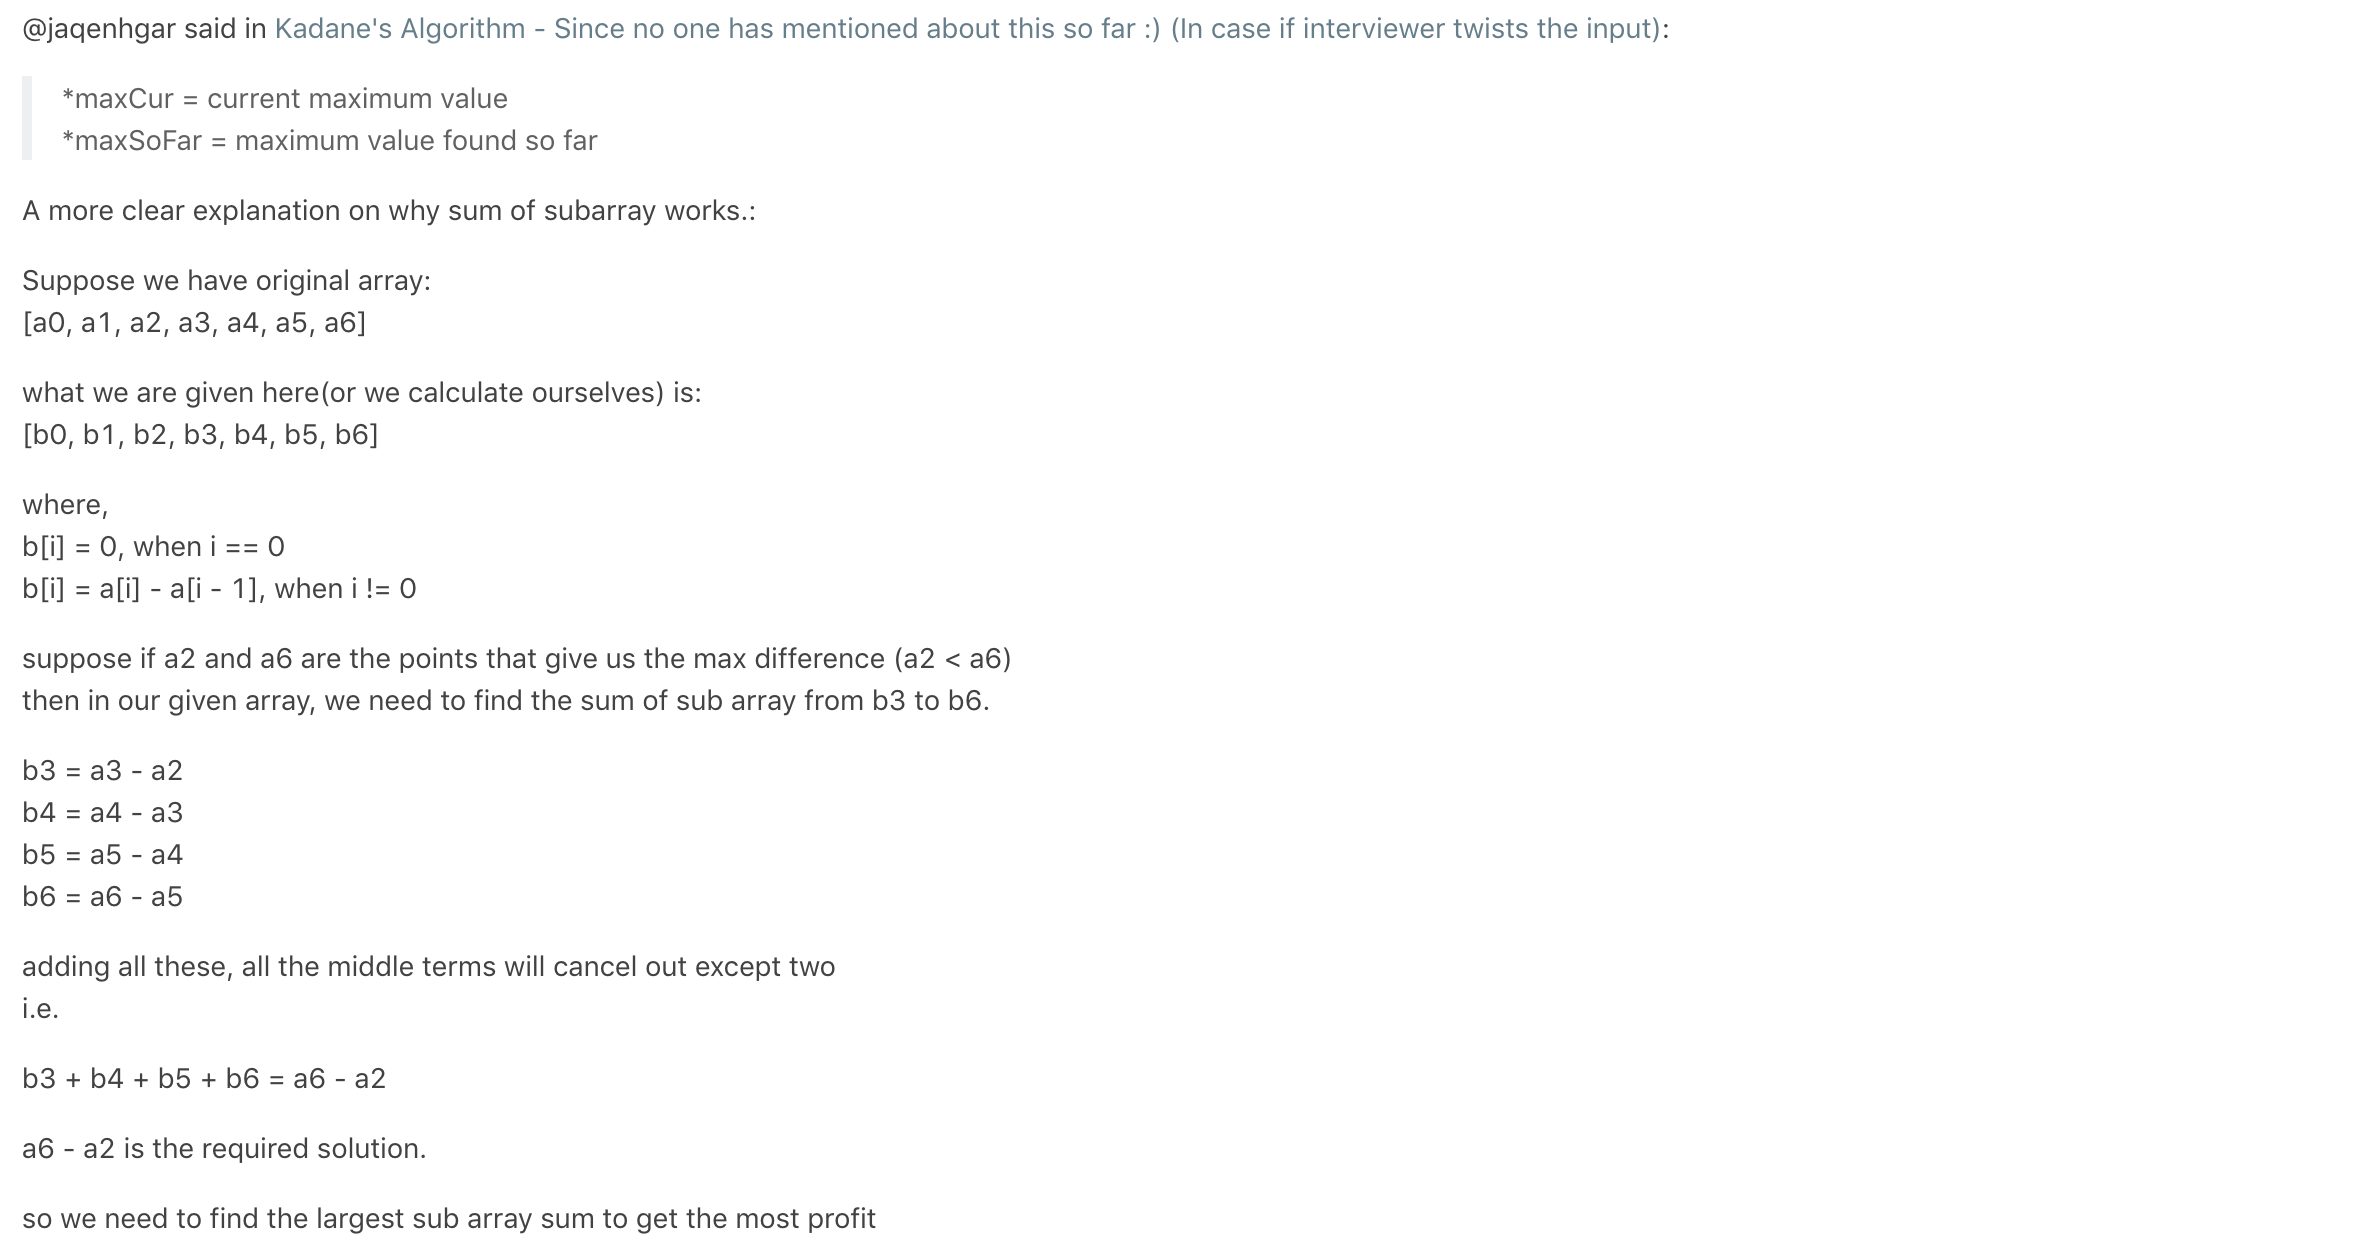 @jaqenhgar said in Kadane's Algorithm - Since no one has mentioned about this so far :) (In case if interviewer twists the input):
*maxCur = current maximum value
*maxSoFar = maximum value found so far
A more clear explanation on why sum of subarray works.:
Suppose we have original array:
[a0, a1, a2, a3, a4, a5, a6]
what we are given here(or we calculate ourselves) is:
[b0, b1, b2, b3, b4, b5, b6]
where,
b[i] = 0, when i == 0
b[i] = a[i] - a[i - 1], when i != 0
suppose if a2 and a6 are the points that give us the max difference (a2 < a6)
then in our given array, we need to find the sum of sub array from b3 to b6.
b3 = a3 - a2
b4 = a4 - a3
b5 = a5 - a4
b6 = a6 - a5
adding all these, all the middle terms will cancel out except two
i.e.
b3 + b4 + b5 + b6 = a6 - a2
a6 - a2 is the required solution.
so we need to find the largest sub array sum to get the most profit